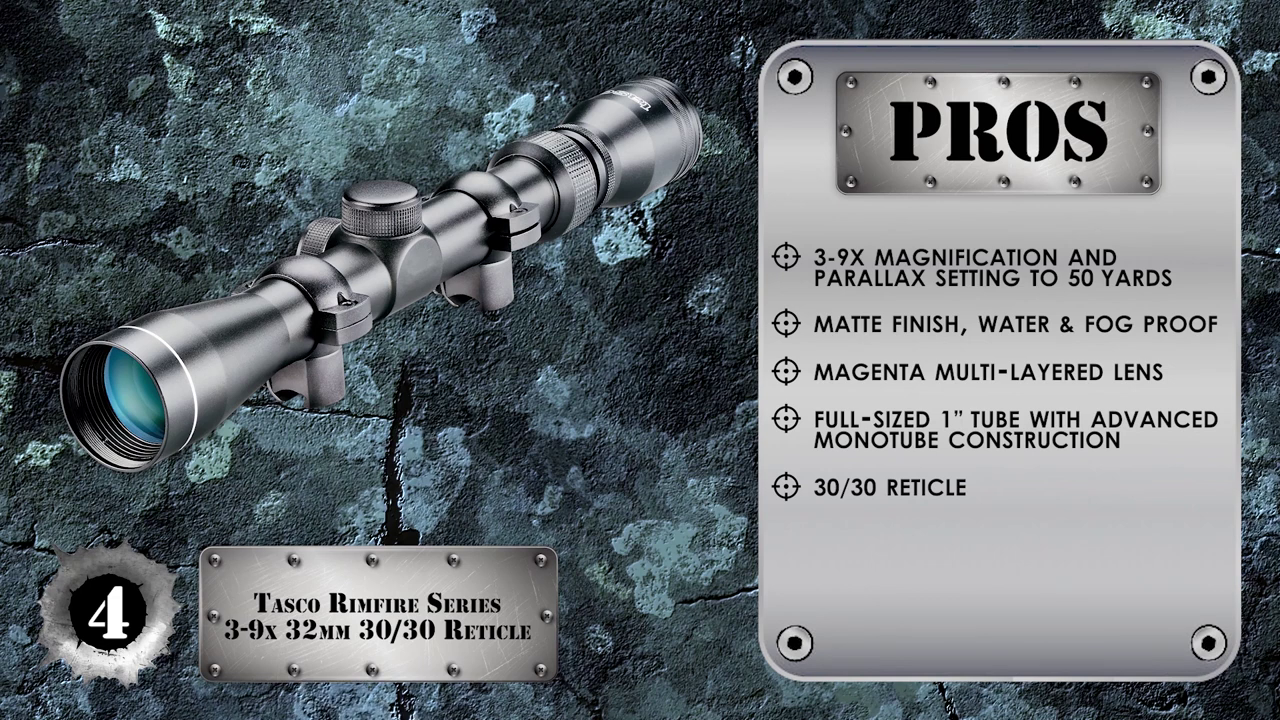 PROS
3-9X MAGNIFICATION AND
PARALLAX SETTING TO 50 YARDS
MATTE FINISH, WATER & FOG PROOF
MAGENTA MULTI-LAYERED LENS
FULL-SIZED 1” TUBE WITH ADVANCED
MONOTUBE CONSTRUCTION
30/30 RETICLE
4
TASCO RIMFIRE SERIES
3-9X 32MM 30/30 RETICLE